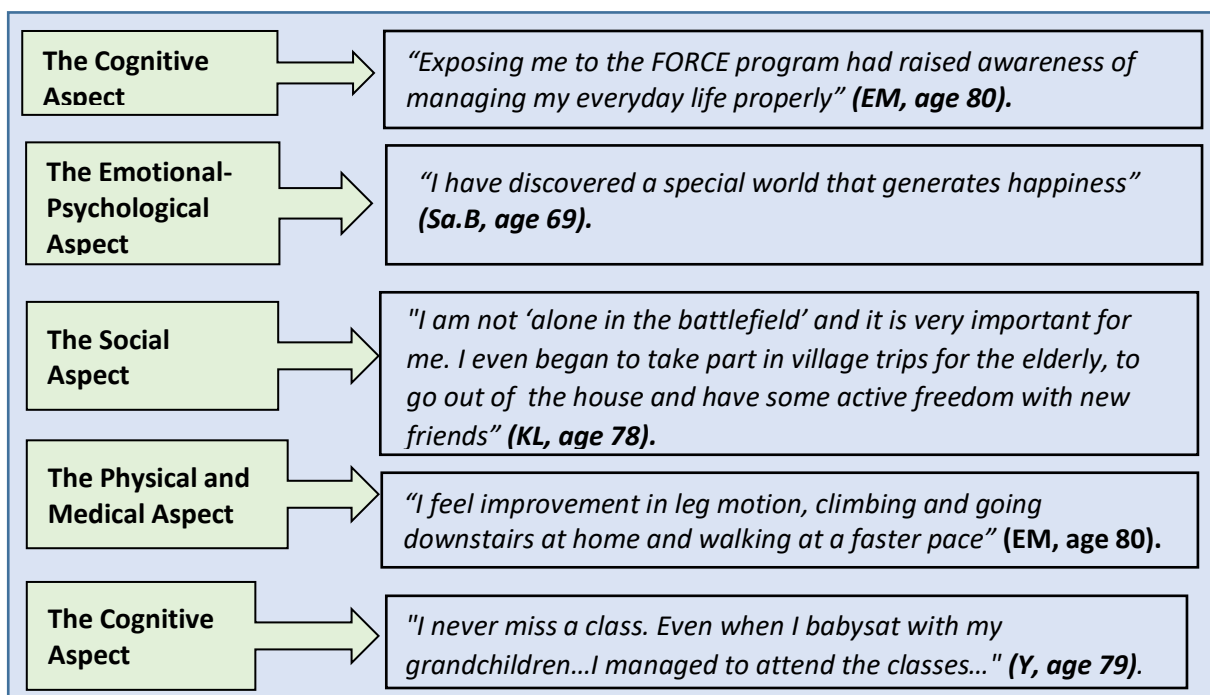 The Cognitive
Aspect
“Exposing me to the FORCE program had raised awareness of
managing my everyday life properly” (EM, age 80).
The Emotional-
Psychological
Aspect
“I have discovered a special world that generates happiness”
(Sa.B, age 69).
The Social
Aspect
"I am not ‘alone in the battlefield’ and it is very important for
me. I even began to take part in village trips for the elderly, to
go out of the house and have some active freedom with new
friends” (KL, age 78).
The Physical and
Medical Aspect
“I feel improvement in leg motion, climbing and going
downstairs at home and walking at a faster pace” (EM, age 80).
The Cognitive
Aspect
"I never miss a class. Even when I babysat with my
grandchildren…I managed to attend the classes…" (Y, age 79).